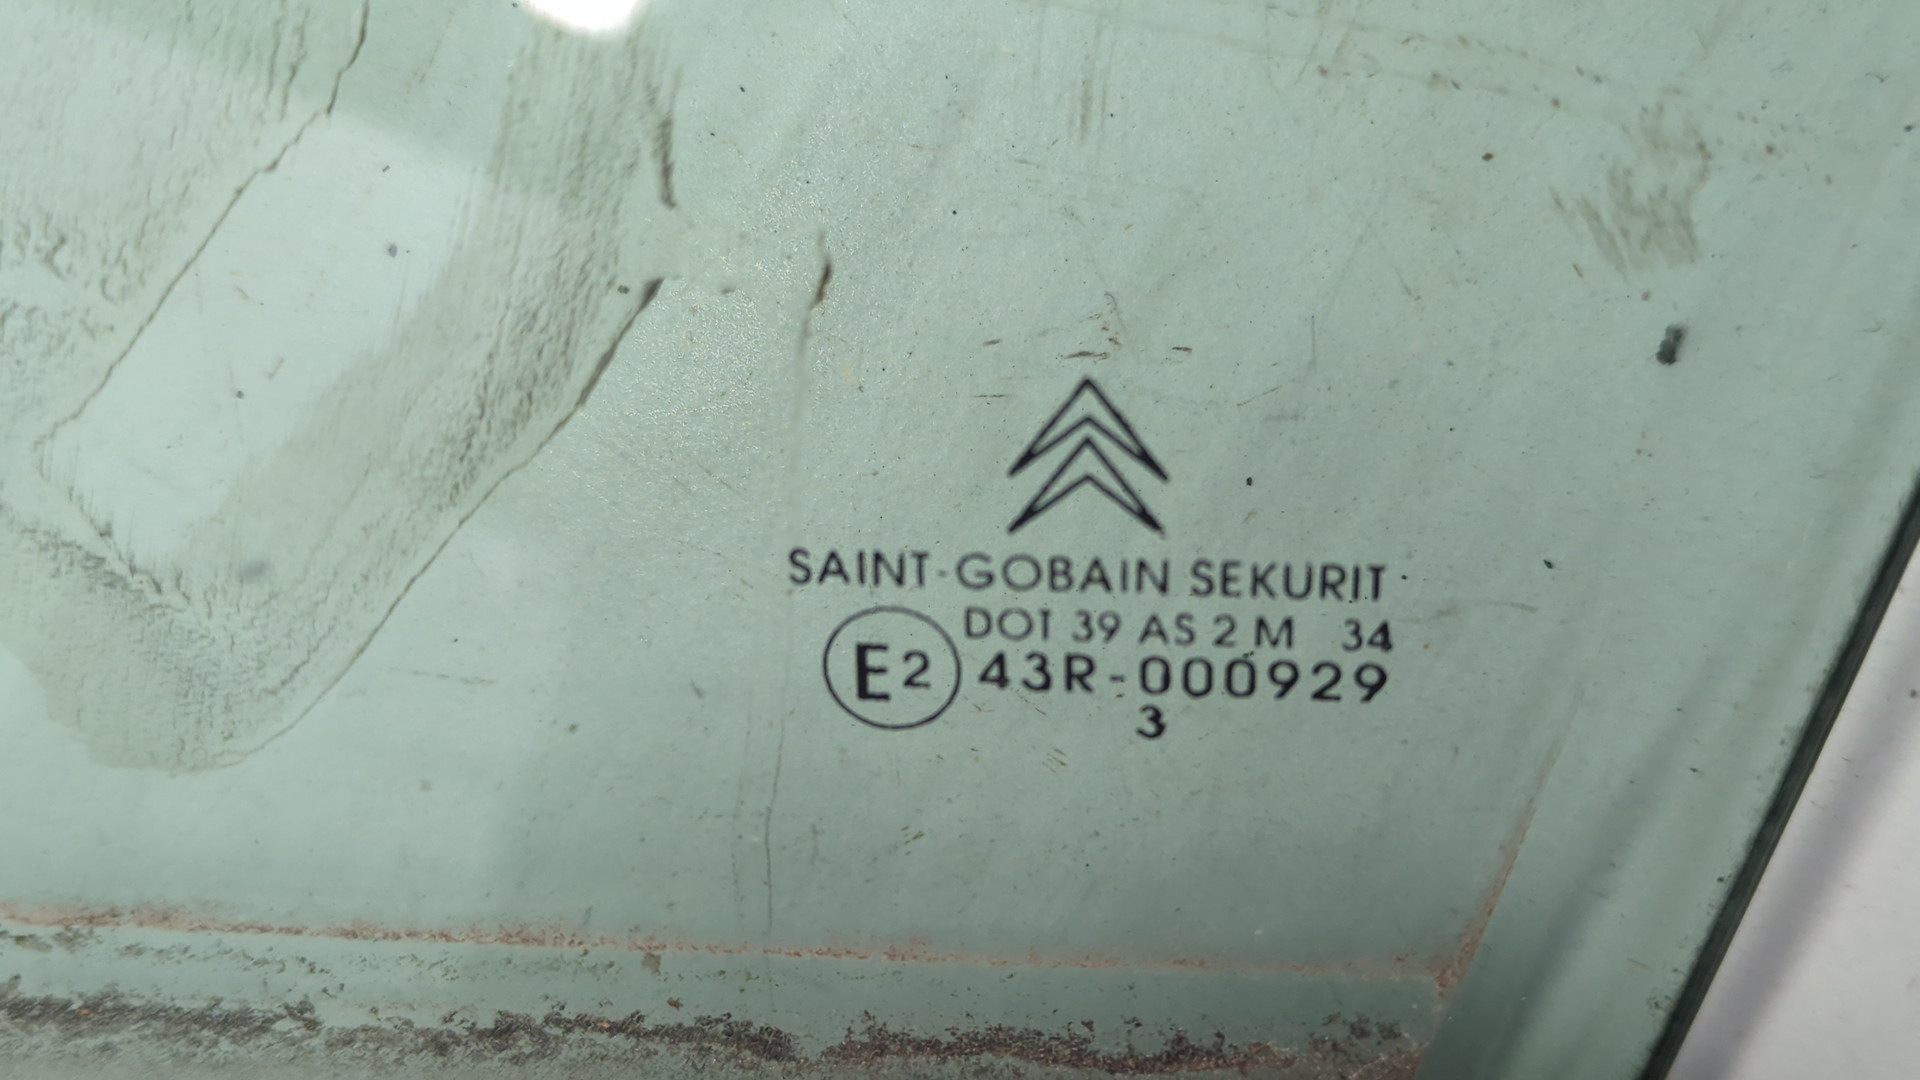 SAINT-GOBAIN SEKURIT
DOT 39 AS 2 M 34
E2 43R-000929
3